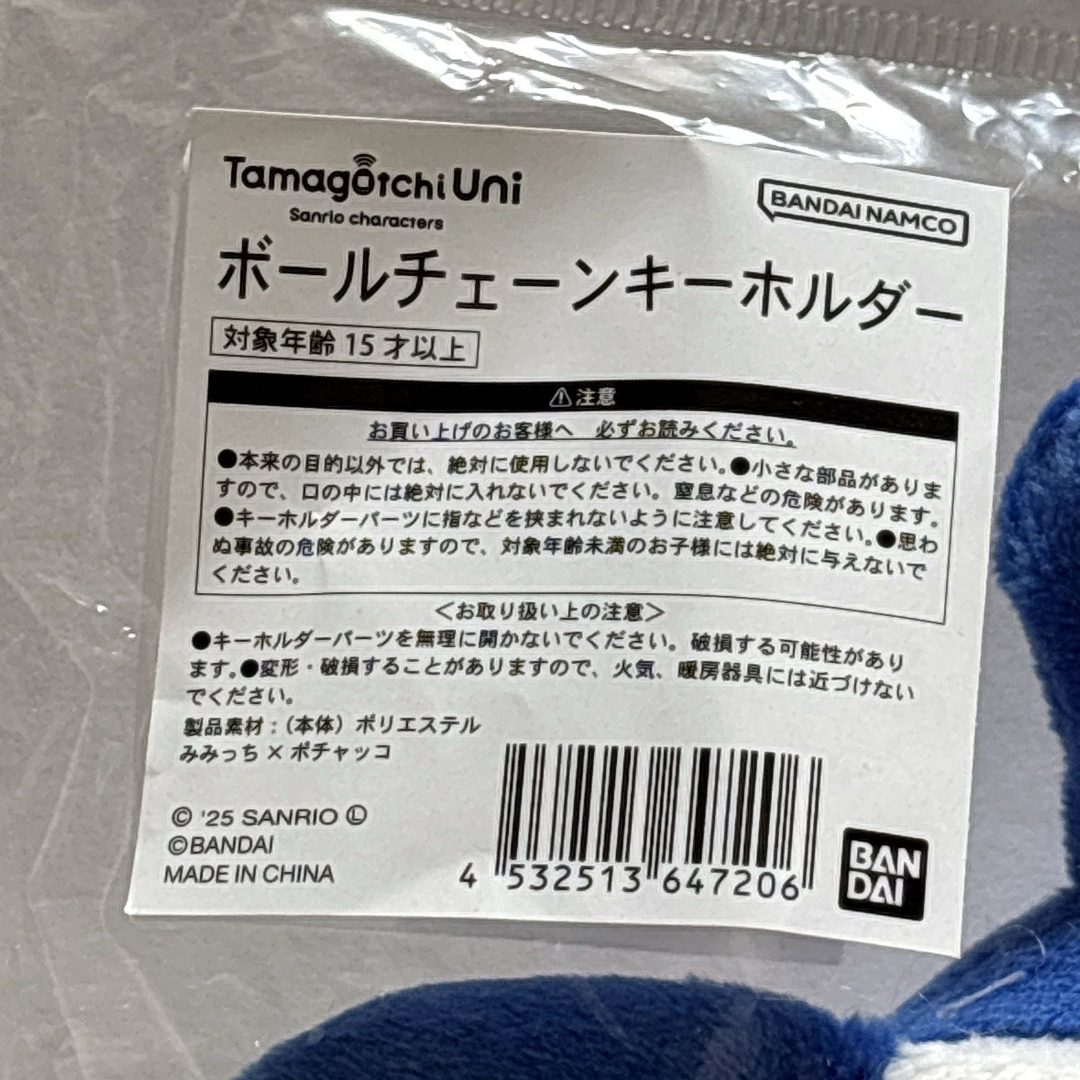 Tamagotchi Uni
Sanrio characters
BANDAI NAMCO
ボールチェーンキーホルダー
対象年齢 15 才以上
⚠注意
お買い上げのお客様へ　必ずお読みください。
●本来の目的以外では、絶対に使用しないでください。●小さな部品がありま
すので、口の中には絶対に入れないでください。窒息などの危険があります。
●キーホルダーパーツに指などを挟まれないように注意してください。●思わ
ぬ事故の危険がありますので、対象年齢未満のお子様には絶対に与えないで
ください。
＜お取り扱い上の注意＞
●キーホルダーパーツを無理に開かないでください。破損する可能性があり
ます。●変形・破損することがありますので、火気、暖房器具には近づけない
でください。
製品素材：（本体）ポリエステル
みみっち × ポチャッコ
© '25 SANRIO Ⓛ
©BANDAI
MADE IN CHINA
4 532513 647206
BAN
DAI